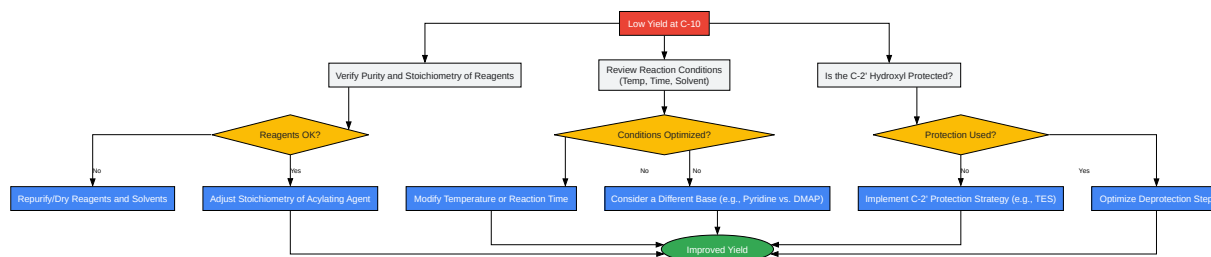 Low Yield at C-10
Verify Purity and Stoichiometry of Reagents
Review Reaction Conditions
(Temp, Time, Solvent)
Is the C-2' Hydroxyl Protected?
Reagents OK?
Conditions Optimized?
Protection Used?
No
Yes
No
No
No
Yes
Repurify/Dry Reagents and Solvents
Adjust Stoichiometry of Acylating Agent
Modify Temperature or Reaction Time
Consider a Different Base (e.g., Pyridine vs. DMAP)
Implement C-2' Protection Strategy (e.g., TES)
Optimize Deprotection Step
Improved Yield